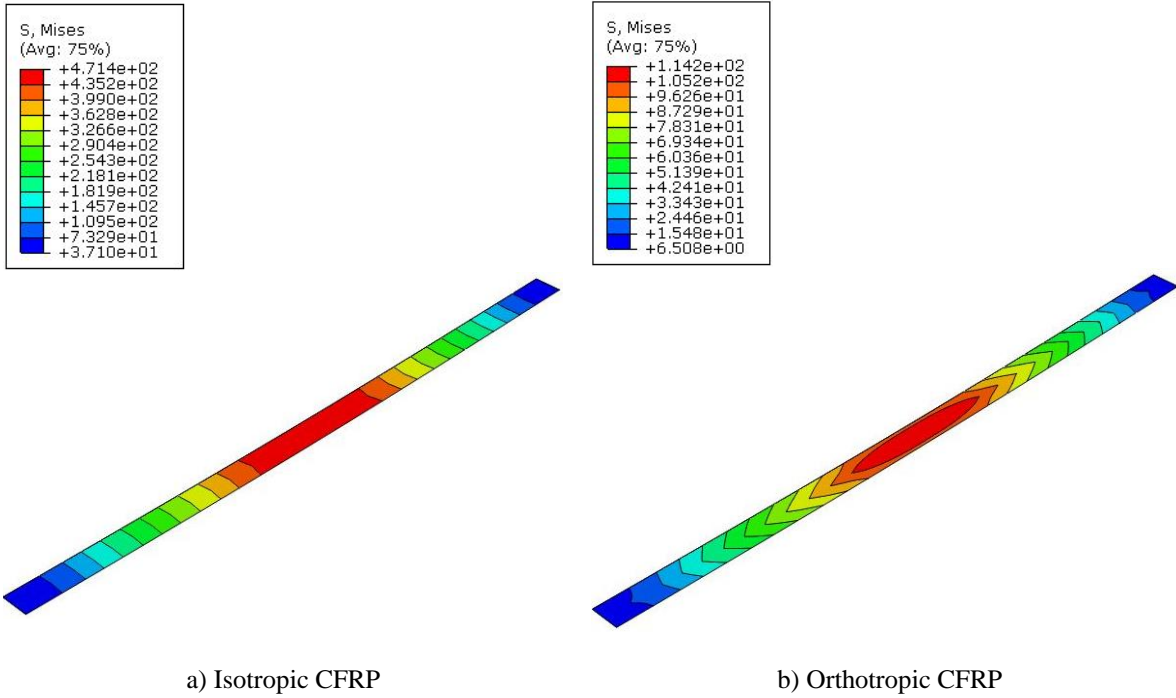 S, Mises
(Avg: 75%)
+4.714e+02
+4.352e+02
+3.990e+02
+3.628e+02
+3.266e+02
+2.904e+02
+2.543e+02
+2.181e+02
+1.819e+02
+1.457e+02
+1.095e+02
+7.329e+01
+3.710e+01
S, Mises
(Avg: 75%)
+1.142e+02
+1.052e+02
+9.626e+01
+8.729e+01
+7.831e+01
+6.934e+01
+6.036e+01
+5.139e+01
+4.241e+01
+3.343e+01
+2.446e+01
+1.548e+01
+6.508e+00
a) Isotropic CFRP
b) Orthotropic CFRP